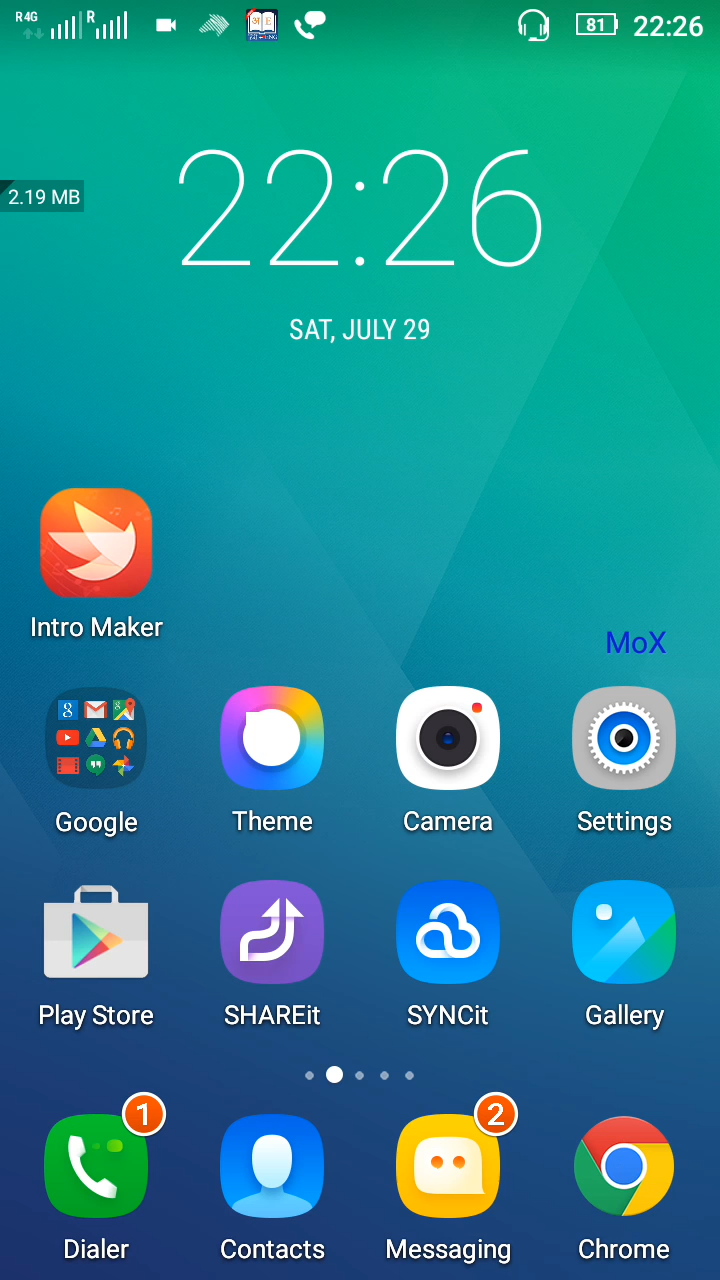 R4G R 81 22:26
22:26
2.19 MB
SAT, JULY 29
Intro Maker
MoX
Google Theme Camera Settings
Play Store SHAREit SYNCit Gallery
1 2
Dialer Contacts Messaging Chrome